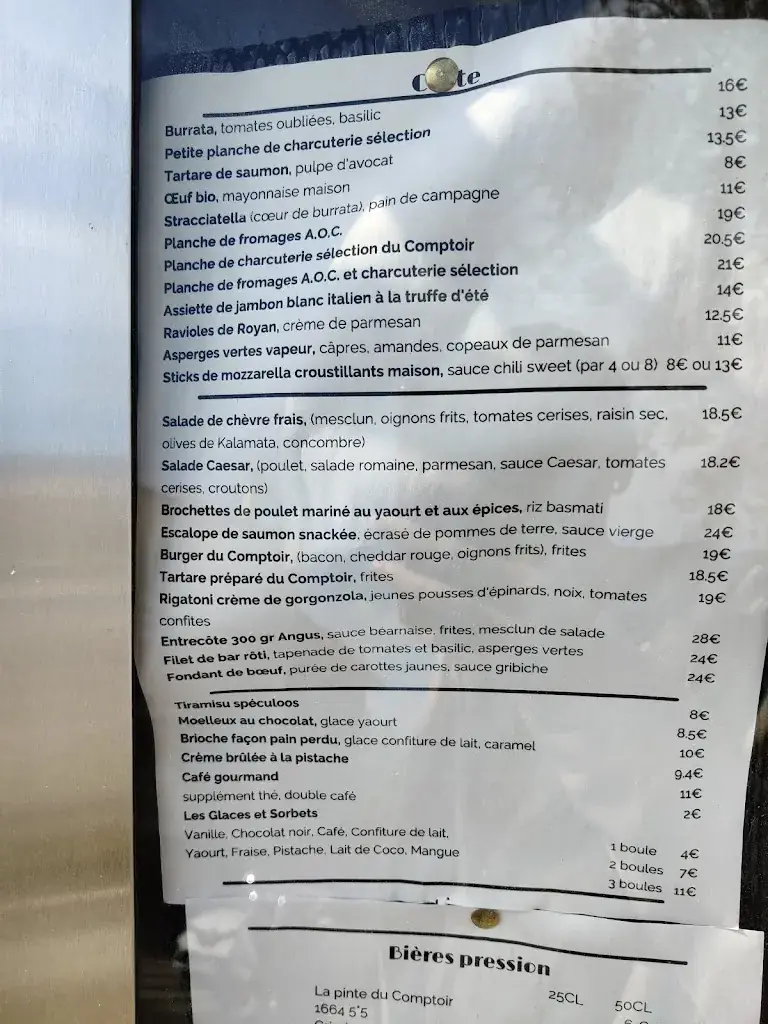 C te
Burrata, tomates oubliées, basilic 16€
Petite planche de charcuterie sélection 13€
Tartare de saumon, pulpe d'avocat 13.5€
Œuf bio, mayonnaise maison 8€
Stracciatella (cœur de burrata), pain de campagne 11€
Planche de fromages A.O.C. 19€
Planche de charcuterie sélection du Comptoir 20.5€
Planche de fromages A.O.C. et charcuterie sélection 21€
Assiette de jambon blanc italien à la truffe d'été 14€
Ravioles de Royan, crème de parmesan 12.5€
Asperges vertes vapeur, câpres, amandes, copeaux de parmesan 11€
Sticks de mozzarella croustillants maison, sauce chili sweet (par 4 ou 8) 8€ ou 13€
Salade de chèvre frais, (mesclun, oignons frits, tomates cerises, raisin sec, 18.5€
olives de Kalamata, concombre)
Salade Caesar, (poulet, salade romaine, parmesan, sauce Caesar, tomates 18.2€
cerises, croutons)
Brochettes de poulet mariné au yaourt et aux épices, riz basmati 18€
Escalope de saumon snackée, écrasé de pommes de terre, sauce vierge 24€
Burger du Comptoir, (bacon, cheddar rouge, oignons frits), frites 19€
Tartare préparé du Comptoir, frites 18.5€
Rigatoni crème de gorgonzola, jeunes pousses d'épinards, noix, tomates 19€
confites
Entrecôte 300 gr Angus, sauce béarnaise, frites, mesclun de salade 28€
Filet de bar rôti, tapenade de tomates et basilic, asperges vertes 24€
Fondant de bœuf, purée de carottes jaunes, sauce gribiche 24€
Tiramisu spéculoos 8€
Moelleux au chocolat, glace yaourt 8.5€
Brioche façon pain perdu, glace confiture de lait, caramel 10€
Crème brûlée à la pistache 9.4€
Café gourmand 11€
supplément thé, double café 2€
Les Glaces et Sorbets
Vanille, Chocolat noir, Café, Confiture de lait,
Yaourt, Fraise, Pistache, Lait de Coco, Mangue
1 boule 4€
2 boules 7€
3 boules 11€
Bières pression
25CL 50CL
La pinte du Comptoir
1664 5°5